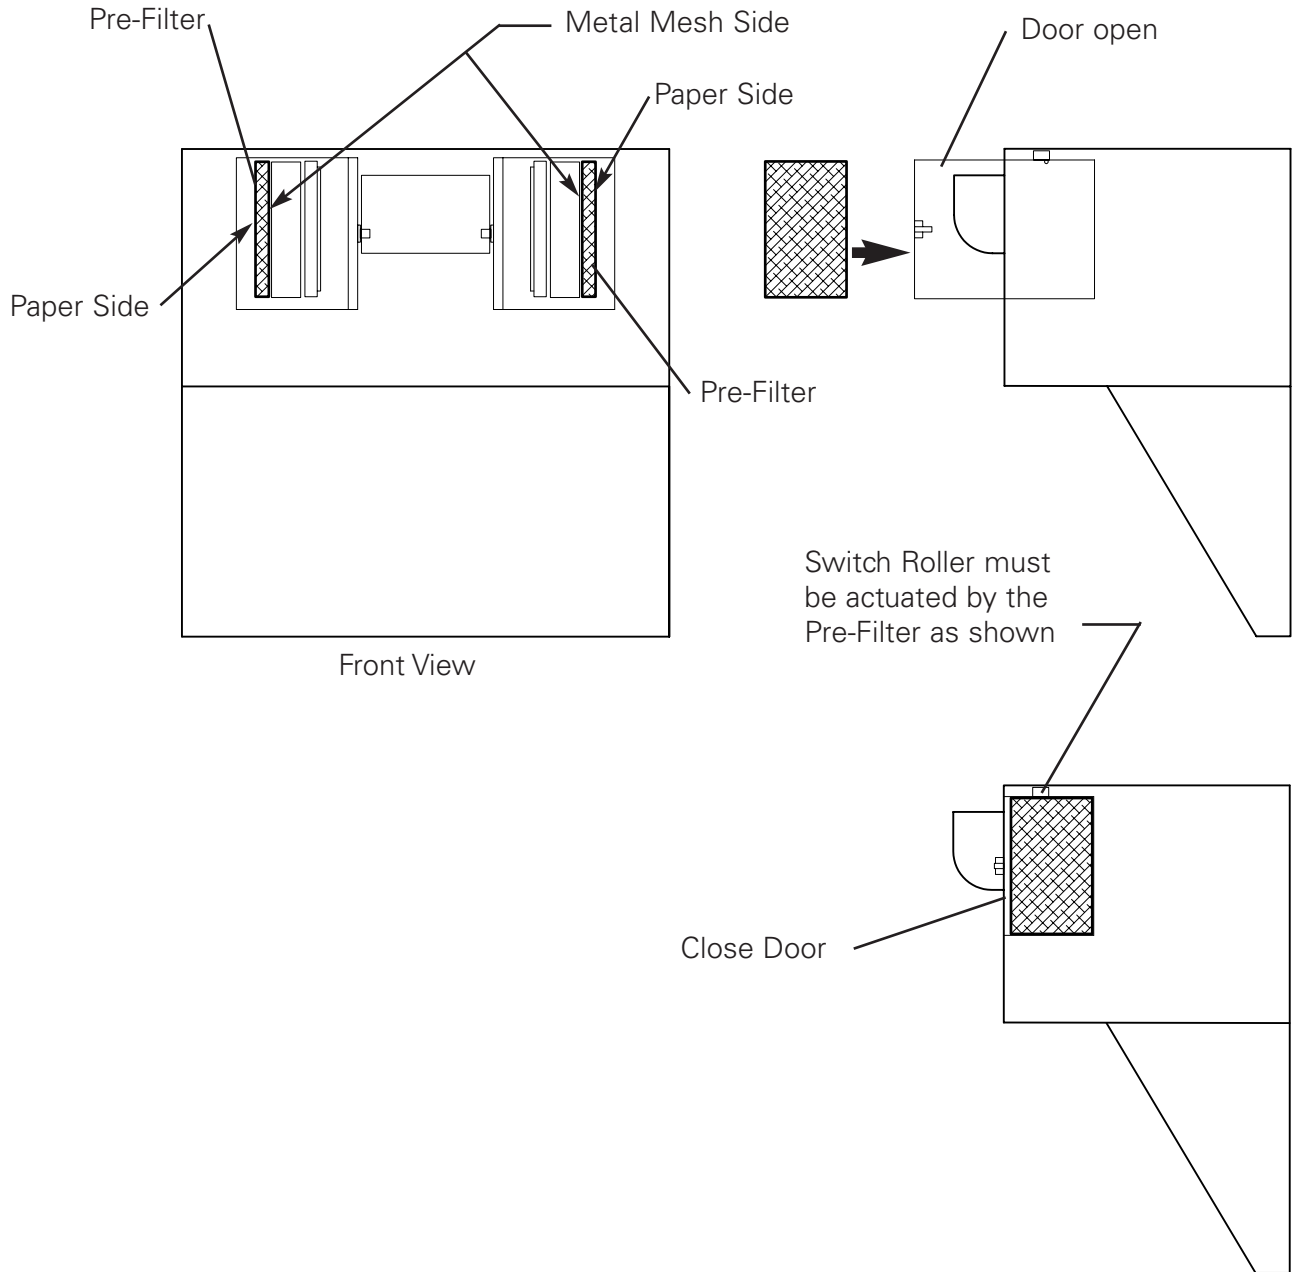 Pre-Filter
Metal Mesh Side
Door open
Paper Side
Paper Side
Pre-Filter
Front View
Switch Roller must
be actuated by the
Pre-Filter as shown
Close Door